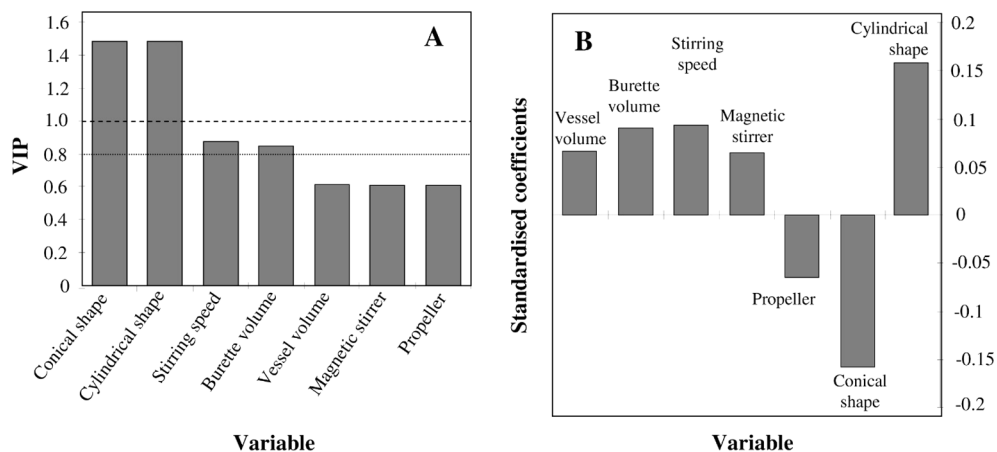 A
VIP
1.6
1.4
1.2
1.0
0.8
0.6
0.4
0.2
0
Conical shape
Cylindrical shape
Stirring speed
Burette volume
Vessel volume
Magnetic stirrer
Propeller
Variable
B
Standardised coefficients
Vessel
volume
Burette
volume
Stirring
speed
Magnetic
stirrer
Propeller
Conical
shape
Cylindrical
shape
0.2
0.15
0.1
0.05
0
-0.05
-0.1
-0.15
-0.2
Variable